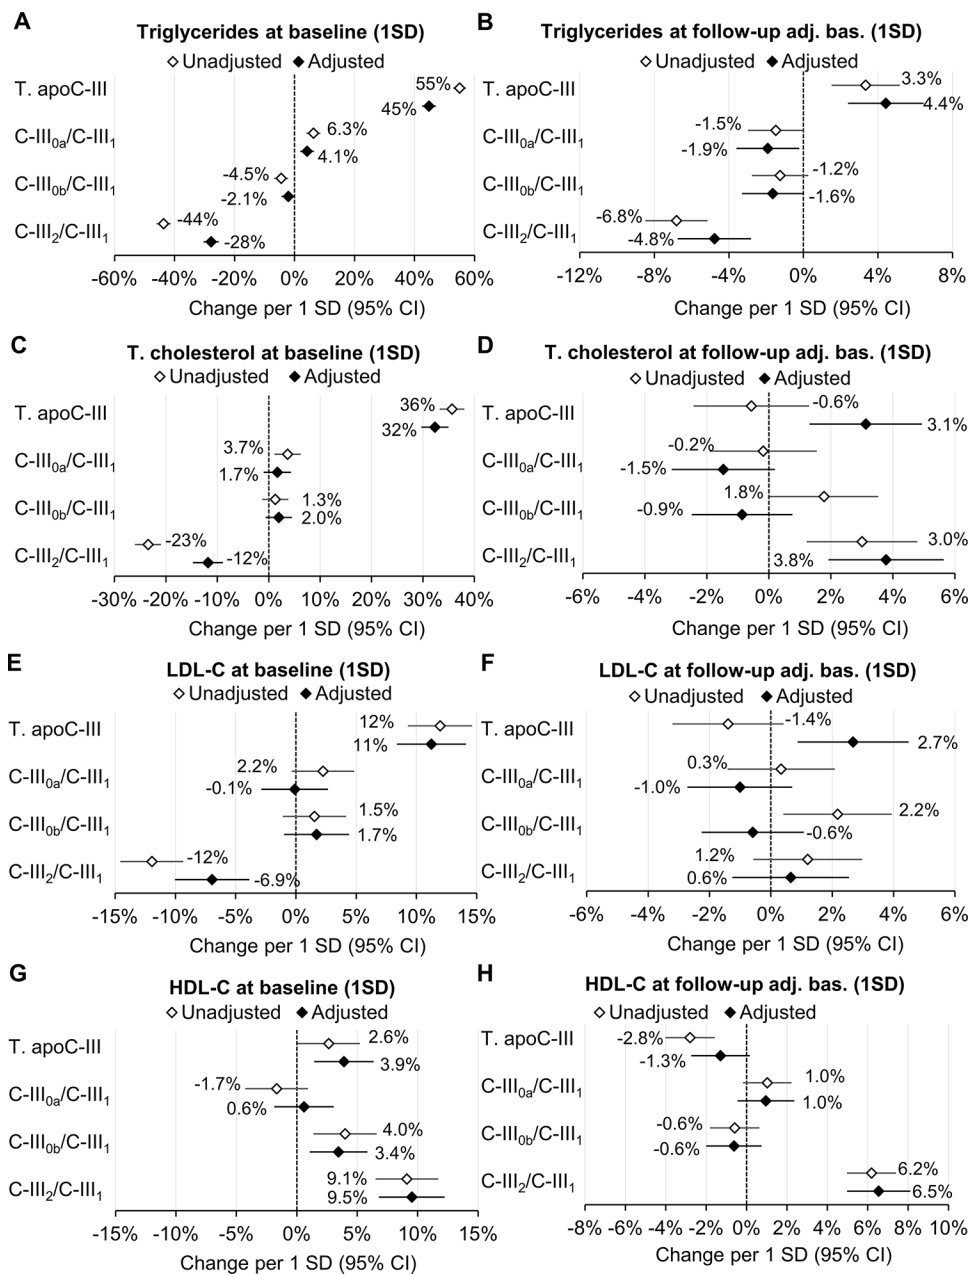 A
Triglycerides at baseline (1SD)
◇ Unadjusted ◆ Adjusted
T. apoC-III
55%
45%
C-III0a/C-III1
6.3%
4.1%
C-III0b/C-III1
-4.5%
-2.1%
C-III2/C-III1
-44%
-28%
-60% -40% -20% 0% 20% 40% 60%
Change per 1 SD (95% CI)
B
Triglycerides at follow-up adj. bas. (1SD)
◇ Unadjusted ◆ Adjusted
T. apoC-III
3.3%
4.4%
C-III0a/C-III1
-1.5%
-1.9%
C-III0b/C-III1
-1.2%
-1.6%
C-III2/C-III1
-6.8%
-4.8%
-12% -8% -4% 0% 4% 8%
Change per 1 SD (95% CI)
C
T. cholesterol at baseline (1SD)
◇ Unadjusted ◆ Adjusted
T. apoC-III
36%
32%
C-III0a/C-III1
3.7%
1.7%
C-III0b/C-III1
1.3%
2.0%
C-III2/C-III1
-23%
-12%
-30% -20% -10% 0% 10% 20% 30% 40%
Change per 1 SD (95% CI)
D
T. cholesterol at follow-up adj. bas. (1SD)
◇ Unadjusted ◆ Adjusted
T. apoC-III
-0.6%
3.1%
C-III0a/C-III1
-0.2%
-1.5%
C-III0b/C-III1
1.8%
-0.9%
C-III2/C-III1
3.0%
3.8%
-6% -4% -2% 0% 2% 4% 6%
Change per 1 SD (95% CI)
E
LDL-C at baseline (1SD)
◇ Unadjusted ◆ Adjusted
T. apoC-III
12%
11%
C-III0a/C-III1
2.2%
-0.1%
C-III0b/C-III1
1.5%
1.7%
C-III2/C-III1
-12%
-6.9%
-15% -10% -5% 0% 5% 10% 15%
Change per 1 SD (95% CI)
F
LDL-C at follow-up adj. bas. (1SD)
◇ Unadjusted ◆ Adjusted
T. apoC-III
-1.4%
2.7%
C-III0a/C-III1
0.3%
-1.0%
C-III0b/C-III1
2.2%
-0.6%
C-III2/C-III1
1.2%
0.6%
-6% -4% -2% 0% 2% 4% 6%
Change per 1 SD (95% CI)
G
HDL-C at baseline (1SD)
◇ Unadjusted ◆ Adjusted
T. apoC-III
2.6%
3.9%
C-III0a/C-III1
-1.7%
0.6%
C-III0b/C-III1
4.0%
3.4%
C-III2/C-III1
9.1%
9.5%
-15% -10% -5% 0% 5% 10% 15%
Change per 1 SD (95% CI)
H
HDL-C at follow-up adj. bas. (1SD)
◇ Unadjusted ◆ Adjusted
T. apoC-III
-2.8%
-1.3%
C-III0a/C-III1
1.0%
1.0%
C-III0b/C-III1
-0.6%
-0.6%
C-III2/C-III1
6.2%
6.5%
-8% -6% -4% -2% 0% 2% 4% 6% 8% 10%
Change per 1 SD (95% CI)